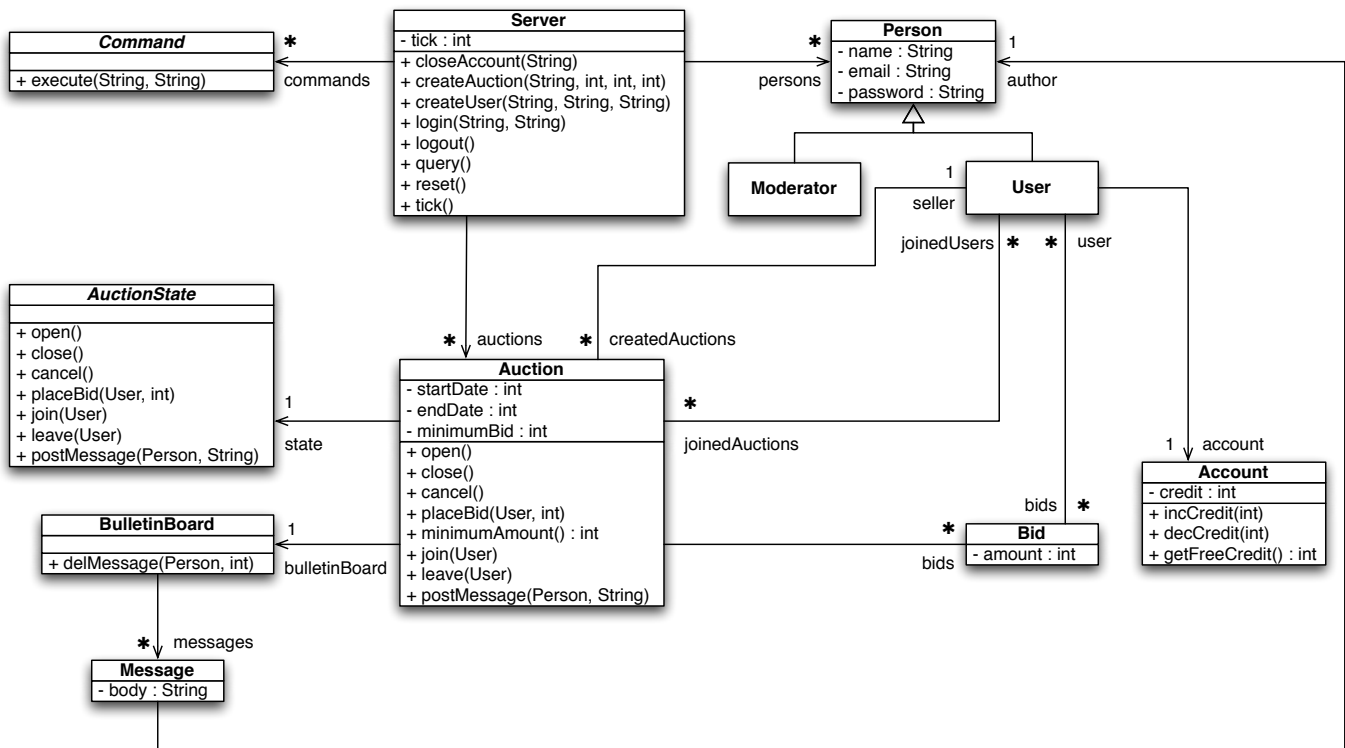 Command
+ execute(String, String)
*
commands
Server
- tick : int
+ closeAccount(String)
+ createAuction(String, int, int, int)
+ createUser(String, String, String)
+ login(String, String)
+ logout()
+ query()
+ reset()
+ tick()
*
persons
Person
- name : String
- email : String
- password : String
1
author
Moderator
User
1
seller
joinedUsers
*
*
user
AuctionState
+ open()
+ close()
+ cancel()
+ placeBid(User, int)
+ join(User)
+ leave(User)
+ postMessage(Person, String)
1
state
*
auctions
*
createdAuctions
Auction
- startDate : int
- endDate : int
- minimumBid : int
+ open()
+ close()
+ cancel()
+ placeBid(User, int)
+ minimumAmount() : int
+ join(User)
+ leave(User)
+ postMessage(Person, String)
*
joinedAuctions
1
account
Account
- credit : int
+ incCredit(int)
+ decCredit(int)
+ getFreeCredit() : int
bids
*
*
bids
Bid
- amount : int
BulletinBoard
+ delMessage(Person, int)
1
bulletinBoard
*
messages
Message
- body : String